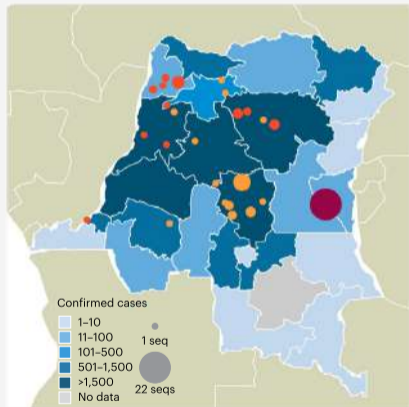 Confirmed cases
1–10
11–100
101–500
501–1,500
>1,500
No data
1 seq
22 seqs